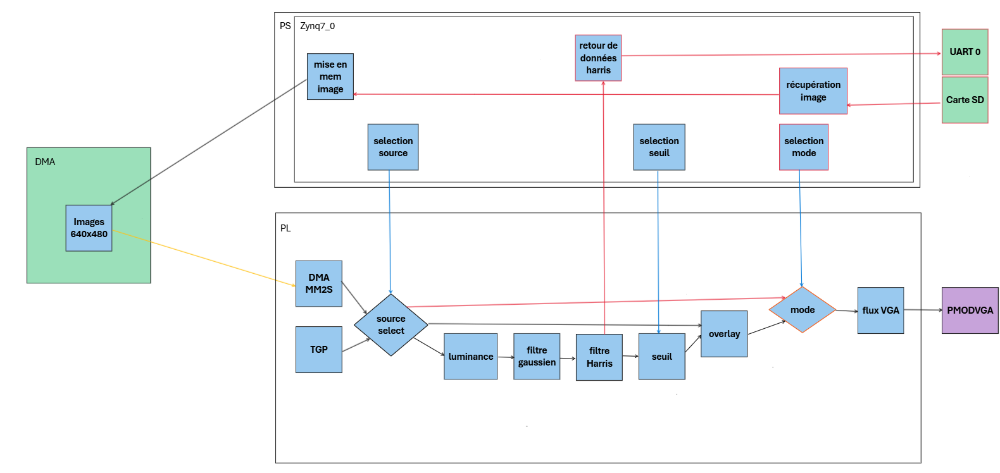 PS
Zynq7_0
mise en
mem
image
retour de
données
harris
récupération
image
UART 0
Carte SD
selection
source
selection
seuil
selection
mode
DMA
Images
640x480
PL
DMA
MM2S
TGP
source
select
luminance
filtre
gaussien
filtre
Harris
seuil
overlay
mode
flux VGA
PMODVGA